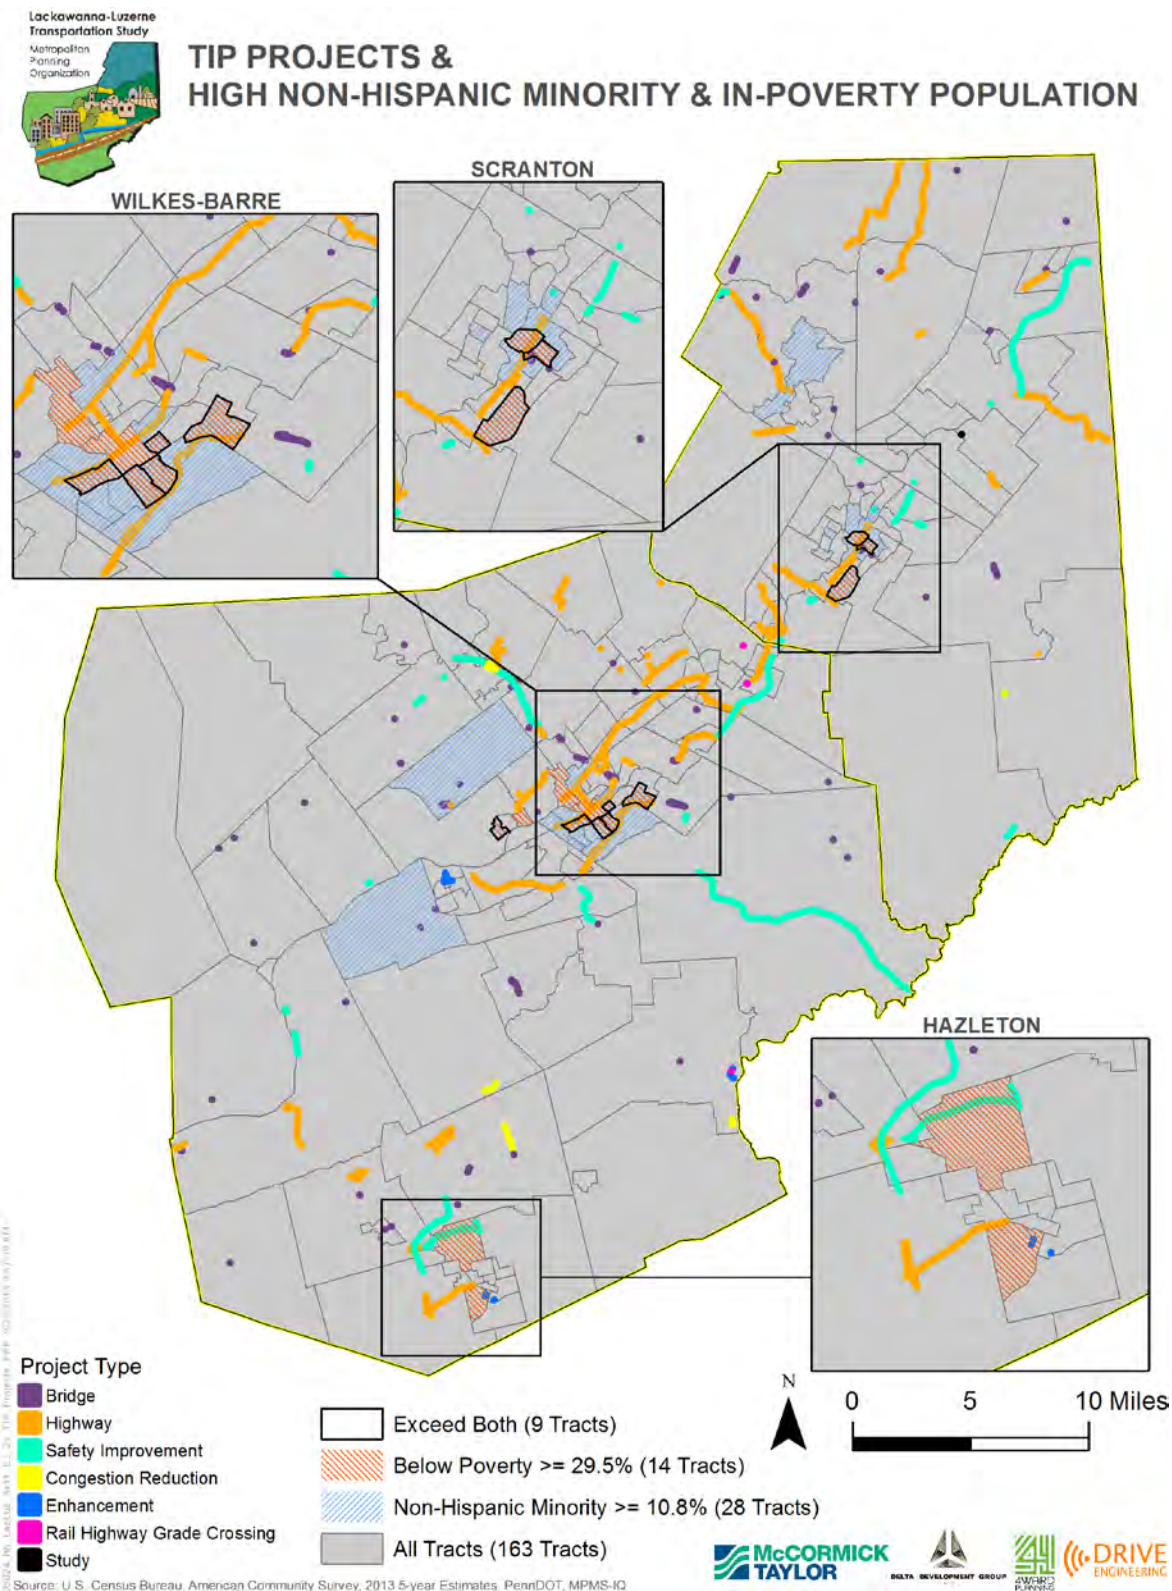 Lackawanna-Luzerne
Transportation Study
Metropolitan
Planning
Organization
TIP PROJECTS &
HIGH NON-HISPANIC MINORITY & IN-POVERTY POPULATION
SCRANTON
WILKES-BARRE
HAZLETON
Project Type
Bridge
Highway
Safety Improvement
Congestion Reduction
Enhancement
Rail Highway Grade Crossing
Study
Exceed Both (9 Tracts)
Below Poverty >= 29.5% (14 Tracts)
Non-Hispanic Minority >= 10.8% (28 Tracts)
All Tracts (163 Tracts)
N
0 5 10 Miles
McCORMICK
TAYLOR
DELTA DEVELOPMENT GROUP
4WARD
PLANNING
DRIVE
ENGINEERING
Source: U.S. Census Bureau, American Community Survey, 2013 5-year Estimates, PennDOT, MPMS-IQ